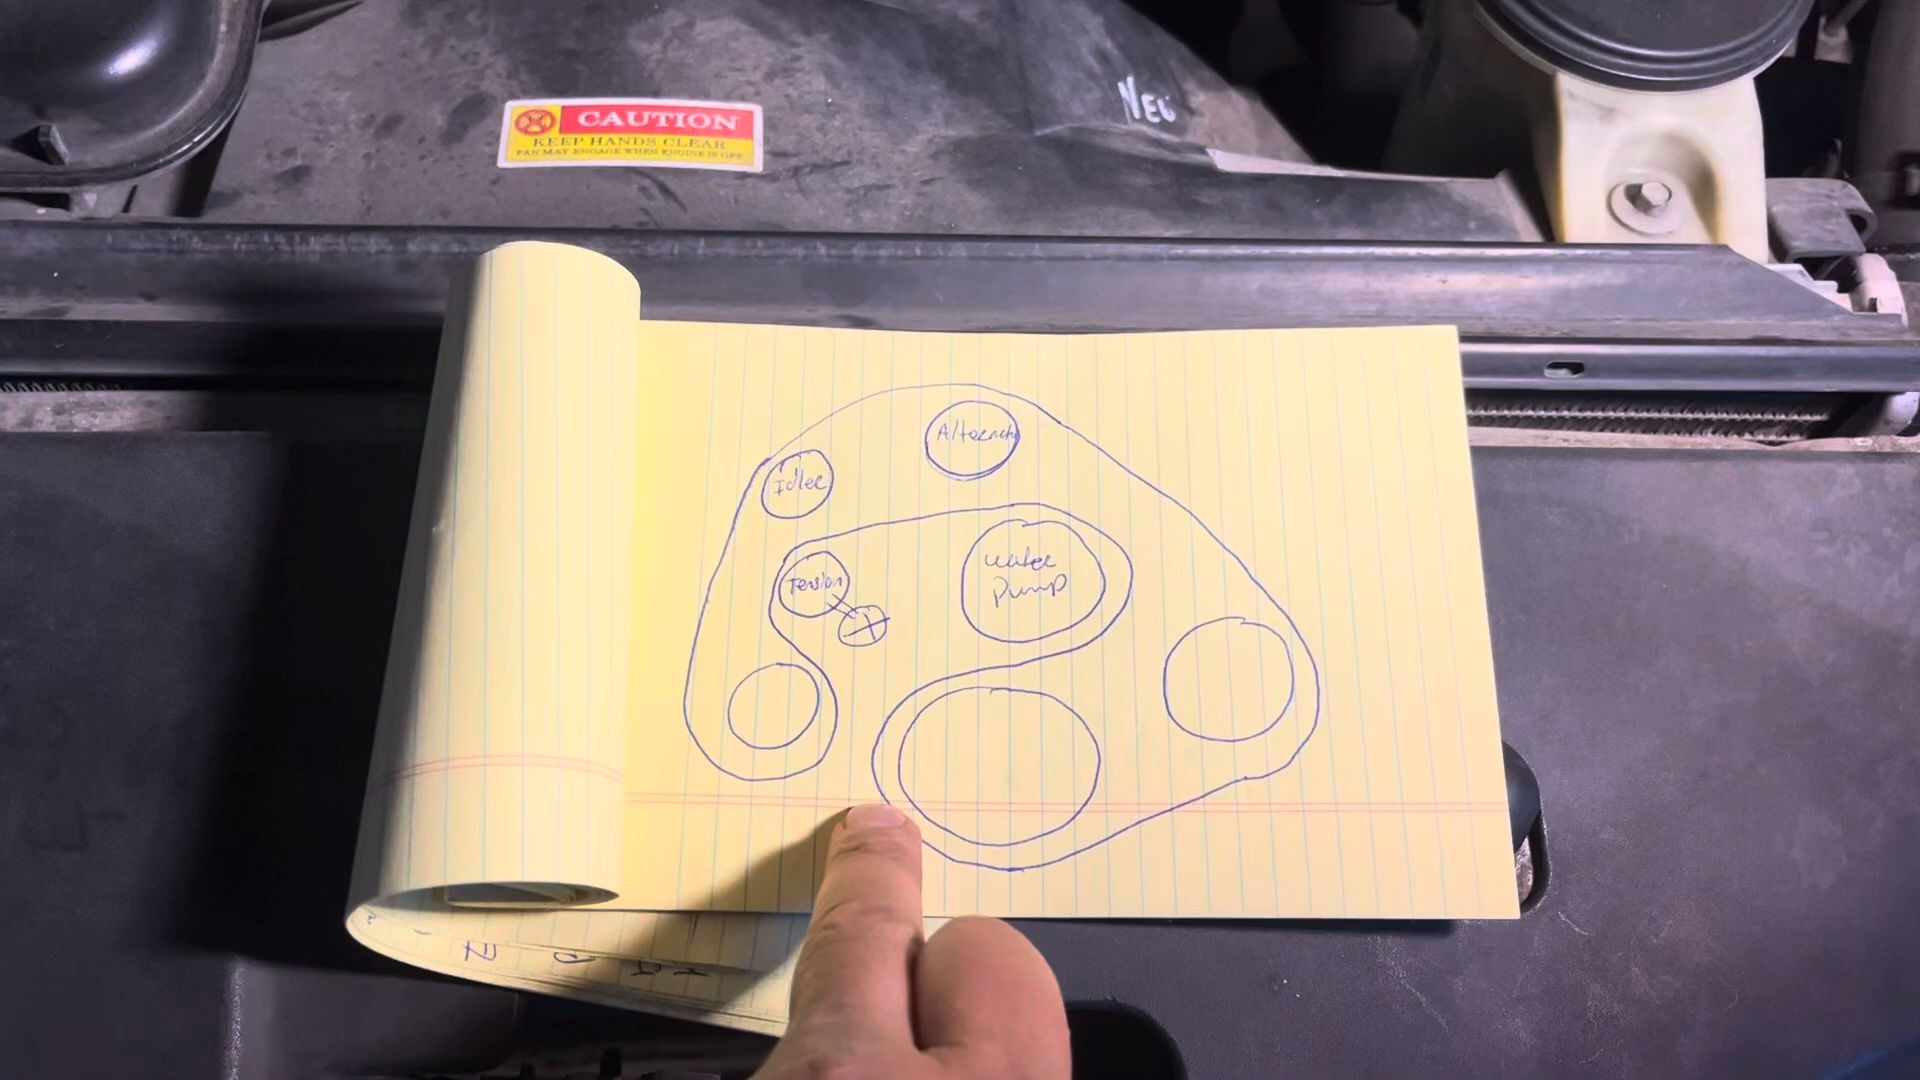 CAUTION
KEEP HANDS CLEAR
FAN MAY ENGAGE WHEN ENGINE IS OFF
Alternator
Idler
water
pump
Tension